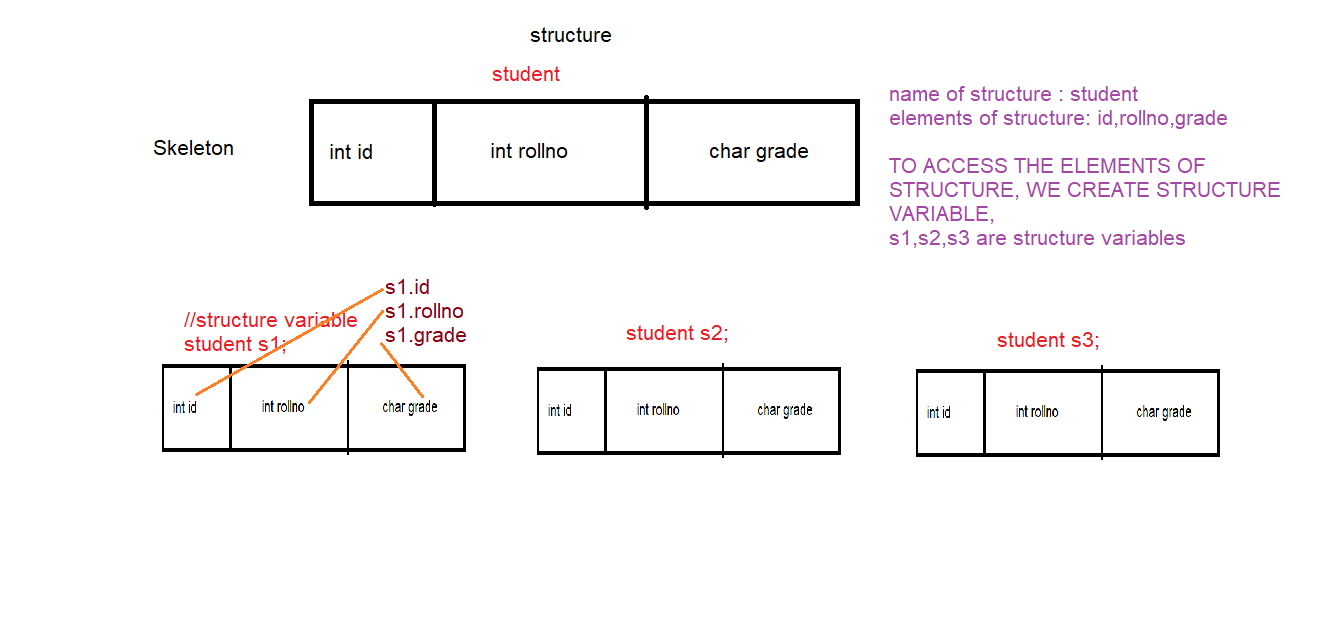 structure
student
Skeleton
int id
int rollno
char grade
name of structure : student
elements of structure: id,rollno,grade
TO ACCESS THE ELEMENTS OF
STRUCTURE, WE CREATE STRUCTURE
VARIABLE,
s1,s2,s3 are structure variables
//structure variable
student s1;
s1.id
s1.rollno
s1.grade
int id
int rollno
char grade
student s2;
int id
int rollno
char grade
student s3;
int id
int rollno
char grade